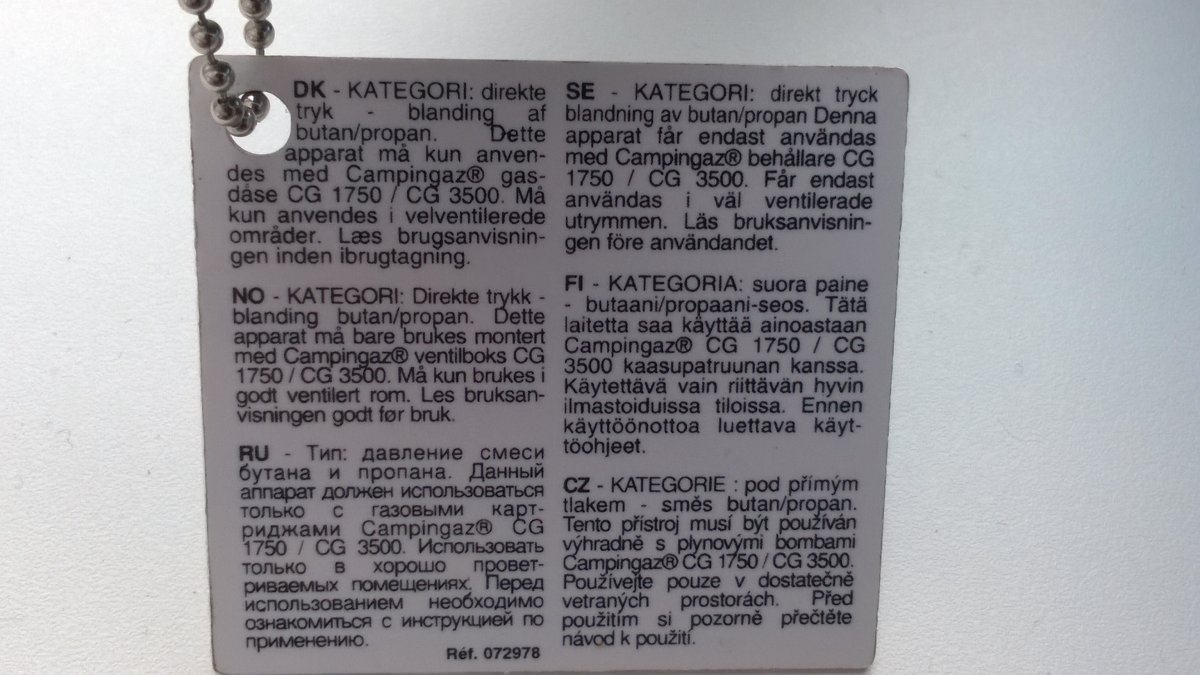 DK - KATEGORI: direkte
tryk - blanding af
butan/propan. Dette
apparat må kun anven-
des med Campingaz® gas-
dåse CG 1750 / CG 3500. Må
kun anvendes i velventilerede
områder. Læs brugsanvisnin-
gen inden ibrugtagning.
NO - KATEGORI: Direkte trykk -
blanding butan/propan. Dette
apparat må bare brukes montert
med Campingaz® ventilboks CG
1750 / CG 3500. Må kun brukes i
godt ventilert rom. Les bruksan-
visningen godt før bruk.
RU - Тип: давление смеси
бутана и пропана. Данный
аппарат должен использоваться
только с газовыми карт-
риджами Campingaz® CG
1750 / CG 3500. Использовать
только в хорошо провет-
риваемых помещениях. Перед
использованием необходимо
ознакомиться с инструкцией по
применению.
Réf. 072978
SE - KATEGORI: direkt tryck
blandning av butan/propan Denna
apparat får endast användas
med Campingaz® behållare CG
1750 / CG 3500. Får endast
användas i väl ventilerade
utrymmen. Läs bruksanvisnin-
gen före användandet.
FI - KATEGORIA: suora paine
- butaani/propaani-seos. Tätä
laitetta saa käyttää ainoastaan
Campingaz® CG 1750 / CG
3500 kaasupatruunan kanssa.
Käytettävä vain riittävän hyvin
ilmastoiduissa tiloissa. Ennen
käyttöönottoa luettava käyt-
töohjeet.
CZ - KATEGORIE : pod přímým
tlakem - směs butan/propan.
Tento přístroj musí být používán
výhradně s plynovými bombami
Campingaz® CG 1750 / CG 3500.
Používejte pouze v dostatečně
vetraných prostorách. Před
použitím si pozorně přečtěte
návod k použití.